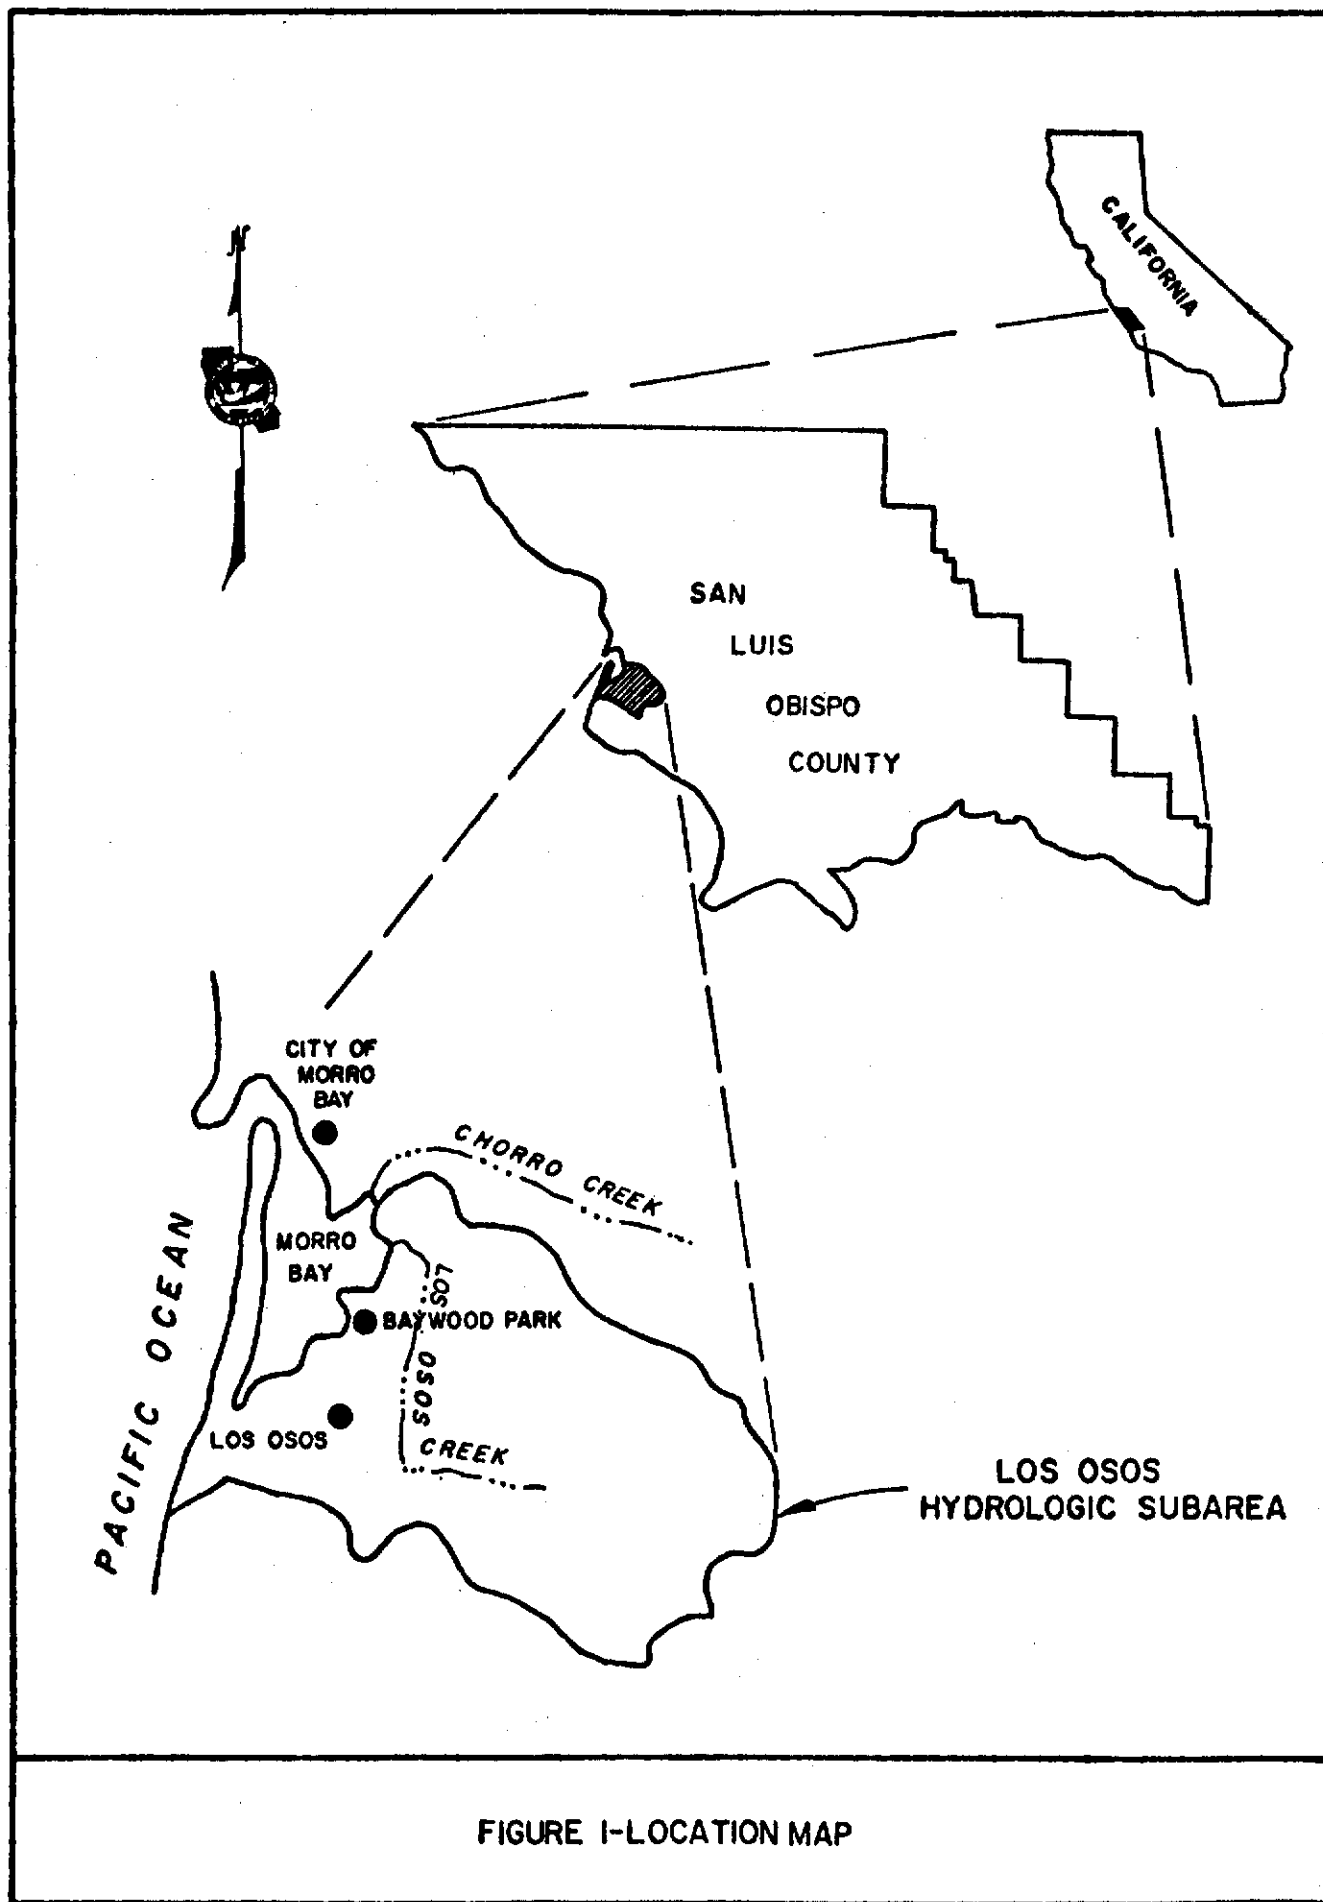 N
CALIFORNIA
SAN
LUIS
OBISPO
COUNTY
CITY OF
MORRO
BAY
CHORRO CREEK
MORRO
BAY
LOS
BAYWOOD PARK
OSOS
LOS OSOS
CREEK
PACIFIC OCEAN
LOS OSOS
HYDROLOGIC SUBAREA
FIGURE 1-LOCATION MAP